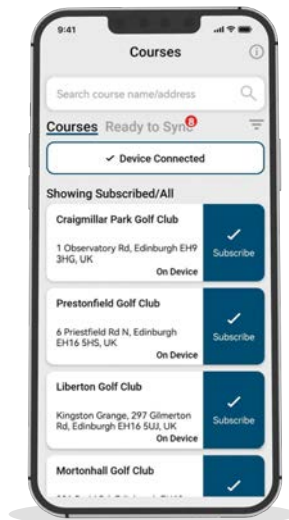 9:41
Courses
Search course name/address
Courses Ready to Sync 8
✓ Device Connected
Showing Subscribed/All
Craigmillar Park Golf Club
1 Observatory Rd, Edinburgh EH9
3HG, UK
On Device
Subscribe
Prestonfield Golf Club
6 Priestfield Rd N, Edinburgh
EH16 5HS, UK
On Device
Subscribe
Liberton Golf Club
Kingston Grange, 297 Gilmerton
Rd, Edinburgh EH16 5UJ, UK
On Device
Subscribe
Mortonhall Golf Club